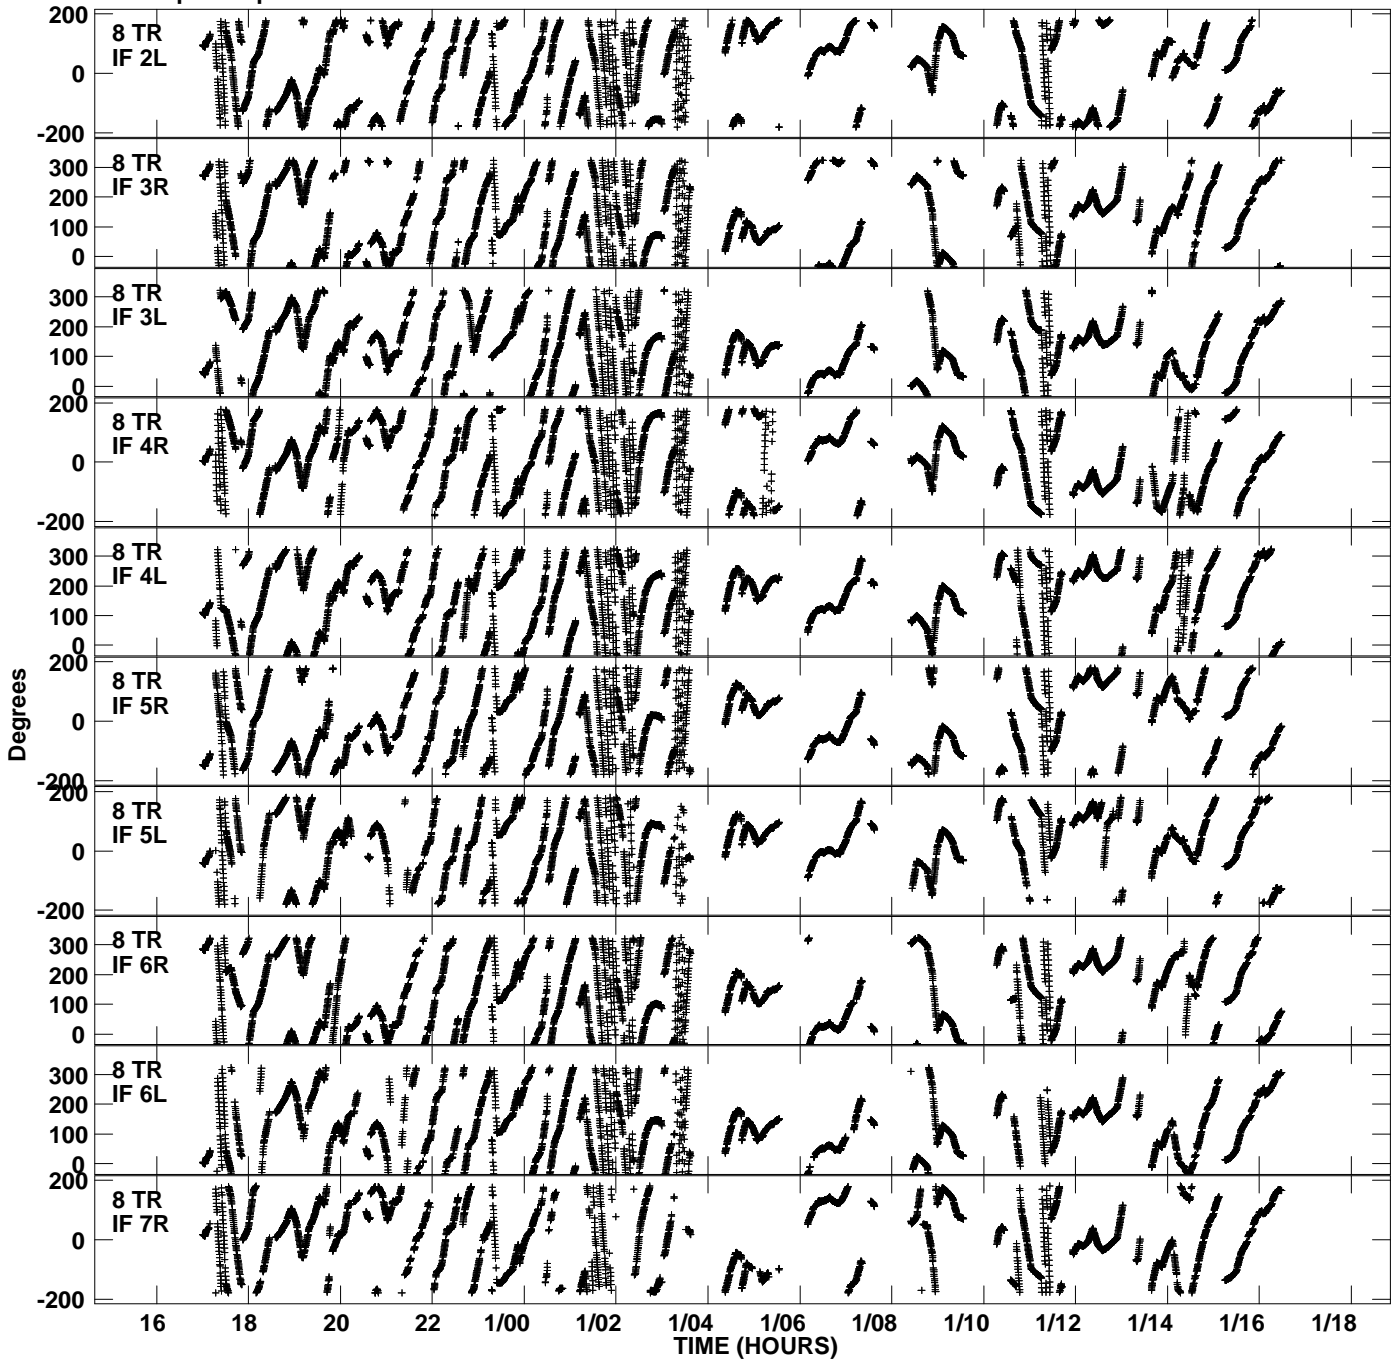 200
8 TR
IF 2L
0
-200
8 TR
300
IF 3R
200
100
0
8 TR
300
IF 3L
200
100
0
200
8 TR
IF 4R
0
-200
8 TR
300
IF 4L
200
100
0
200
8 TR
IF 5R
0
-200
200
8 TR
IF 5L
0
-200
8 TR
300
IF 6R
200
100
0
8 TR
300
IF 6L
200
100
0
200
8 TR
IF 7R
0
-200
Degrees
16 18 20 22 1/00 1/02 1/04 1/06 1/08 1/10 1/12 1/14 1/16 1/18
TIME (HOURS)